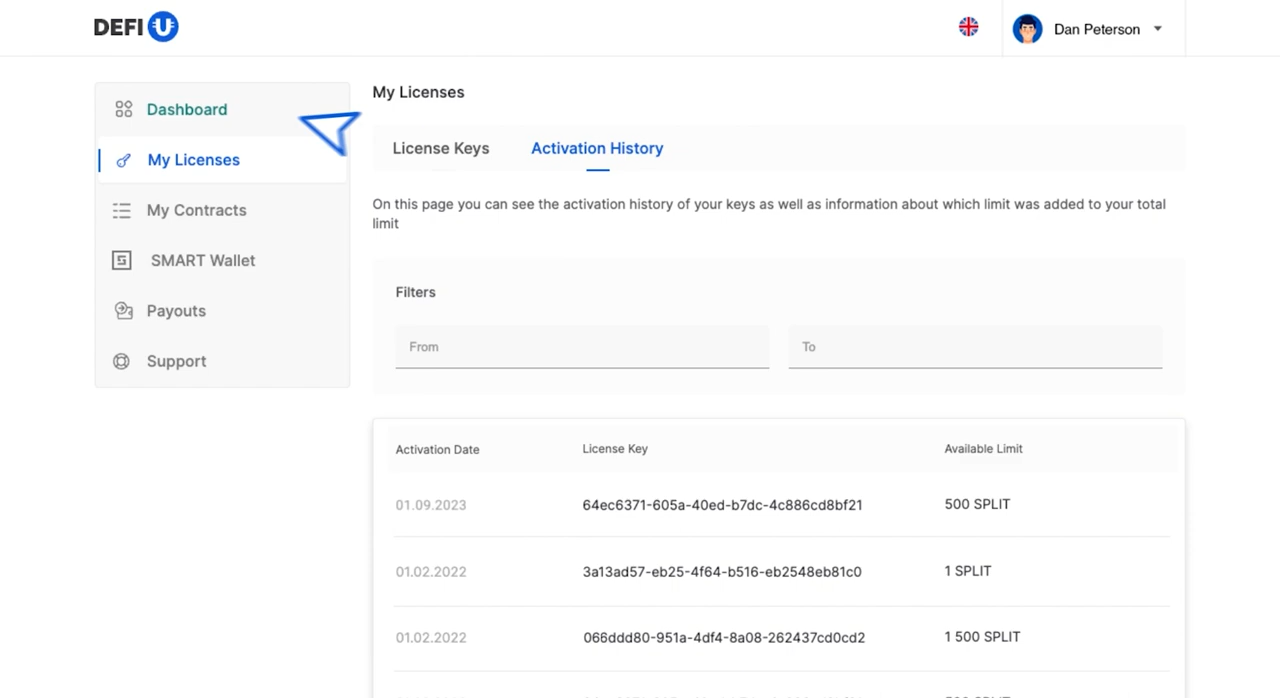 DEFI U
Dan Peterson
Dashboard
My Licenses
My Contracts
SMART Wallet
Payouts
Support
My Licenses
License Keys Activation History
On this page you can see the activation history of your keys as well as information about which limit was added to your total
limit
Filters
From To
Activation Date License Key Available Limit
01.09.2023 64ec6371-605a-40ed-b7dc-4c886cd8bf21 500 SPLIT
01.02.2022 3a13ad57-eb25-4f64-b516-eb2548eb81c0 1 SPLIT
01.02.2022 066ddd80-951a-4df4-8a08-262437cd0cd2 1 500 SPLIT